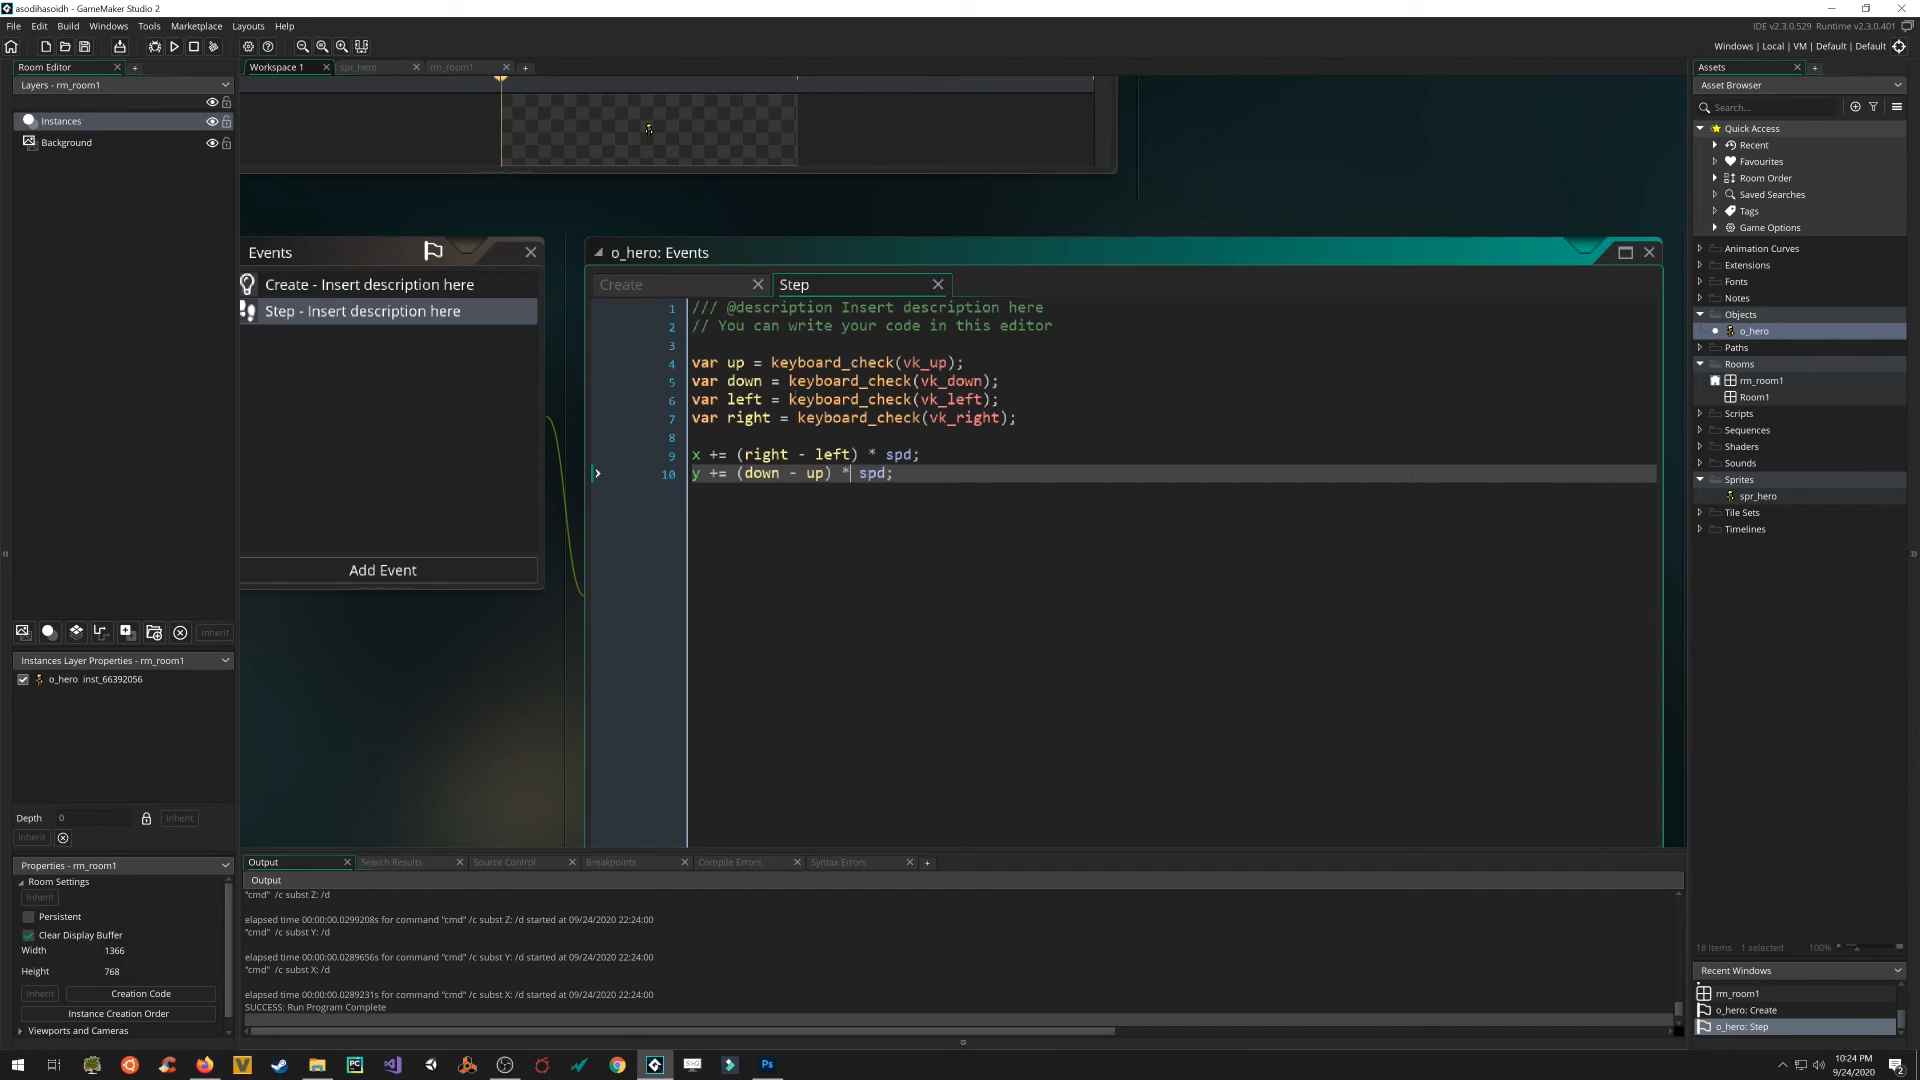 asodihasoidh - GameMaker Studio 2
File Edit Build Windows Tools Marketplace Layouts Help
IDE v2.3.0.529 Runtime v2.3.0.401
Windows | Local | VM | Default | Default
Room Editor
Workspace 1
spr_hero
rm_room1
Assets
Layers - rm_room1
Instances
Background
Asset Browser
Search...
Quick Access
Recent
Favourites
Room Order
Saved Searches
Tags
Game Options
Animation Curves
Extensions
Fonts
Notes
Objects
o_hero
Paths
Rooms
rm_room1
Room1
Scripts
Sequences
Shaders
Sounds
Sprites
spr_hero
Tile Sets
Timelines
Events
Create - Insert description here
Step - Insert description here
Add Event
o_hero: Events
Create
Step
1 /// @description Insert description here
2 // You can write your code in this editor
3
4 var up = keyboard_check(vk_up);
5 var down = keyboard_check(vk_down);
6 var left = keyboard_check(vk_left);
7 var right = keyboard_check(vk_right);
8
9 x += (right - left) * spd;
10 y += (down - up) * spd;
Inherit
Instances Layer Properties - rm_room1
o_hero inst_66392056
Depth 0 Inherit
Inherit
Properties - rm_room1
Room Settings
Inherit
Persistent
Clear Display Buffer
Width 1366
Height 768
Inherit Creation Code
Instance Creation Order
Viewports and Cameras
Output
Search Results
Source Control
Breakpoints
Compile Errors
Syntax Errors
Output
"cmd" /c subst Z: /d
elapsed time 00:00:00.0299208s for command "cmd" /c subst Z: /d started at 09/24/2020 22:24:00
"cmd" /c subst Y: /d
elapsed time 00:00:00.0289656s for command "cmd" /c subst Y: /d started at 09/24/2020 22:24:00
"cmd" /c subst X: /d
elapsed time 00:00:00.0289231s for command "cmd" /c subst X: /d started at 09/24/2020 22:24:00
SUCCESS: Run Program Complete
18 items 1 selected 100%
Recent Windows
rm_room1
o_hero: Create
o_hero: Step
PC
Ps
10:24 PM
9/24/2020
2